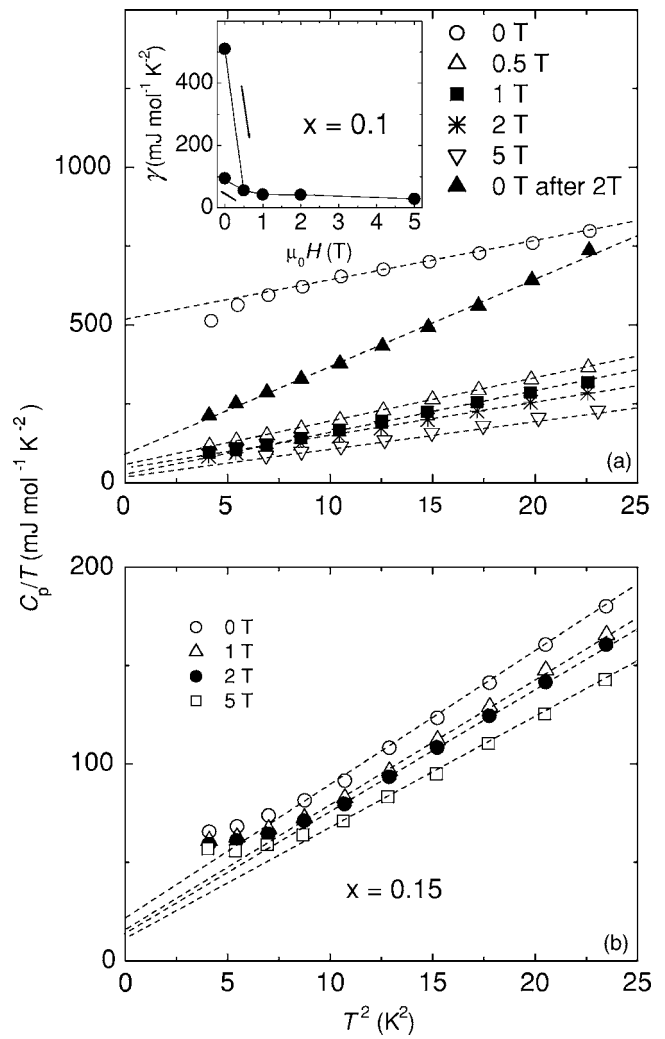 400
200
0
γ (mJ mol⁻¹ K⁻²)
x = 0.1
0 1 2 3 4 5
μ₀H (T)
0 T
0.5 T
1 T
2 T
5 T
0 T after 2T
1000
500
0
(a)
0 5 10 15 20 25
Cₚ/T (mJ mol⁻¹ K⁻²)
200
100
0
0 T
1 T
2 T
5 T
x = 0.15
(b)
0 5 10 15 20 25
T² (K²)